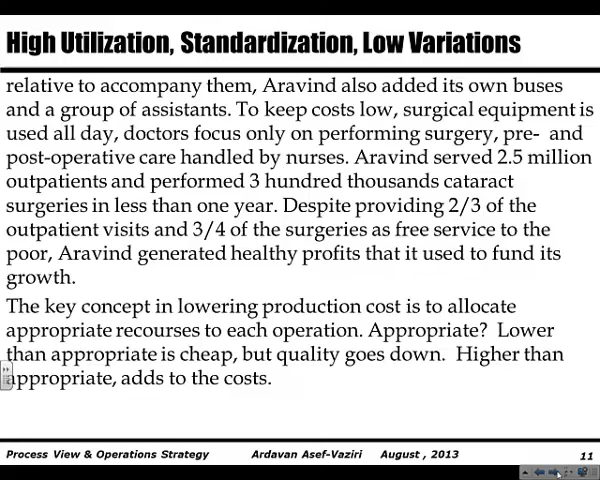 High Utilization, Standardization, Low Variations
relative to accompany them, Aravind also added its own buses
and a group of assistants. To keep costs low, surgical equipment is
used all day, doctors focus only on performing surgery, pre- and
post-operative care handled by nurses. Aravind served 2.5 million
outpatients and performed 3 hundred thousands cataract
surgeries in less than one year. Despite providing 2/3 of the
outpatient visits and 3/4 of the surgeries as free service to the
poor, Aravind generated healthy profits that it used to fund its
growth.
The key concept in lowering production cost is to allocate
appropriate recourses to each operation. Appropriate? Lower
than appropriate is cheap, but quality goes down. Higher than
appropriate, adds to the costs.
Process View & Operations Strategy Ardavan Asef-Vaziri August , 2013 11